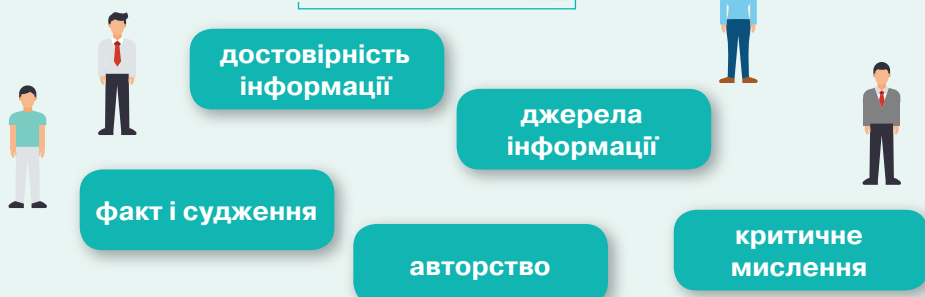 достовірність
інформації
джерела
інформації
факт і судження
авторство
критичне
мислення